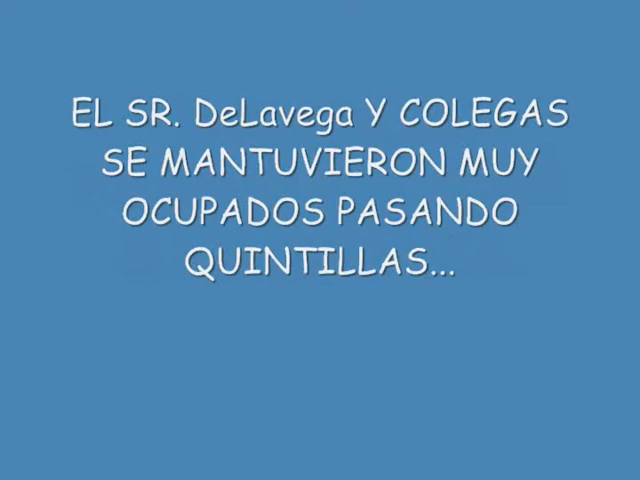 EL SR. DeLavega Y COLEGAS
SE MANTUVIERON MUY
OCUPADOS PASANDO
QUINTILLAS...